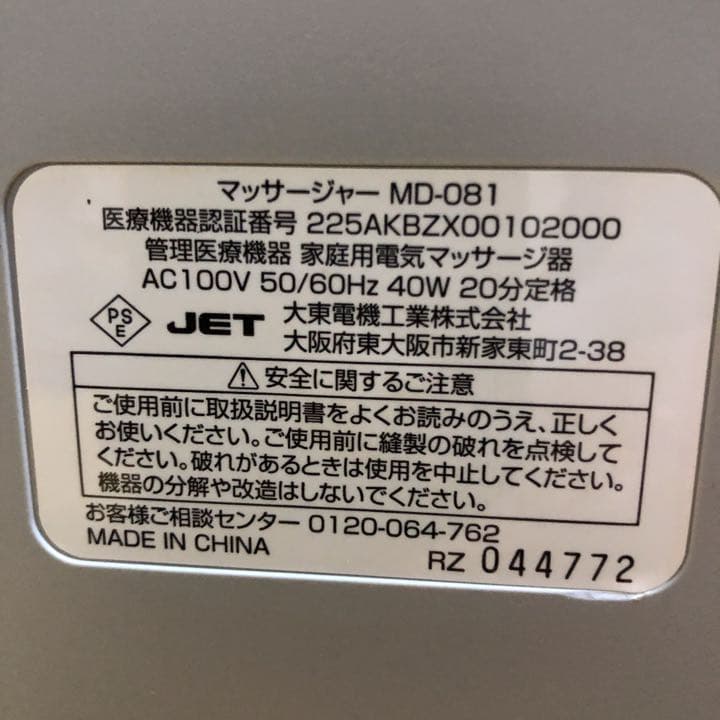 マッサージャー MD-081
医療機器認証番号 225AKBZX00102000
管理医療機器 家庭用電気マッサージ器
AC100V 50/60Hz 40W 20分定格
PS
E
JET
大東電機工業株式会社
大阪府東大阪市新家東町2-38
安全に関するご注意
ご使用前に取扱説明書をよくお読みのうえ、正しく
お使いください。ご使用前に縫製の破れを点検して
ください。破れがあるときは使用を中止してください。
機器の分解や改造はしないでください。
お客様ご相談センター 0120-064-762
MADE IN CHINA
RZ 044772